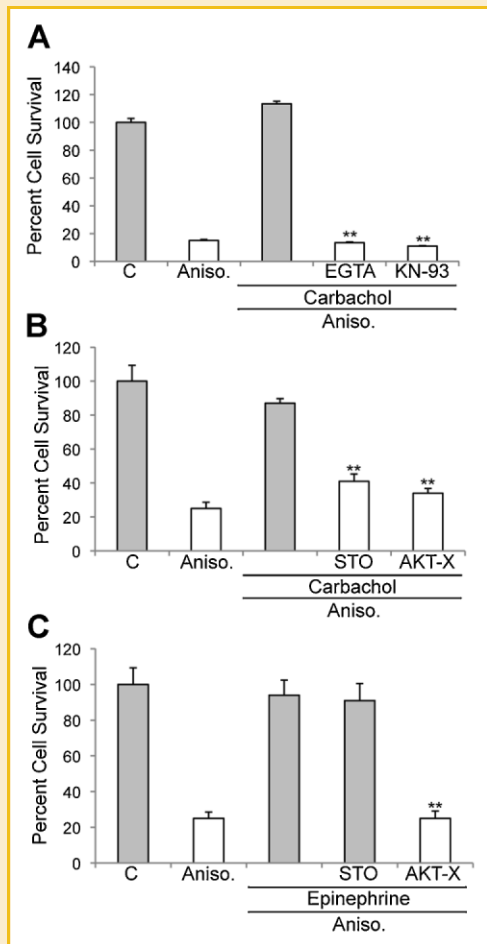 A
Percent Cell Survival
140
120
100
80
60
40
20
0
** **
C Aniso. EGTA KN-93
Carbachol
Aniso.
B
Percent Cell Survival
120
100
80
60
40
20
0
** **
C Aniso. STO AKT-X
Carbachol
Aniso.
C
Percent Cell Survival
120
100
80
60
40
20
0
**
C Aniso. STO AKT-X
Epinephrine
Aniso.